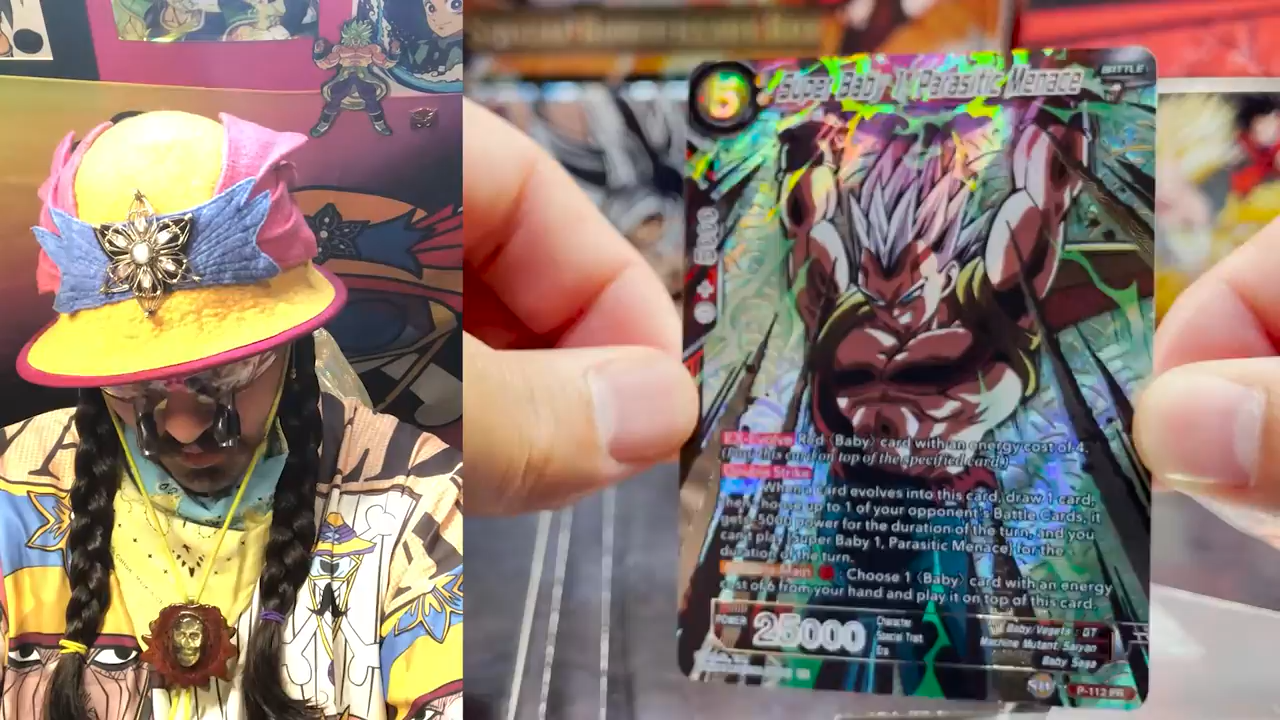 BATTLE
5
Super Baby 1, Parasitic Menace
5000
EX-Evolve Red〈Baby〉card with an energy cost of 4.
(Play this card on top of the specified card.)
Double Strike
When a card evolves into this card, draw 1 card,
choose up to 1 of your opponent's Battle Cards, it
gets -5000 power for the duration of the turn, and you
can't play [Super Baby 1, Parasitic Menace] for the
duration of the turn.
Main : Choose 1〈Baby〉card with an energy
cost of 6 from your hand and play it on top of this card.
POWER
25000
Character
Special Trait
Era
Baby/Vegeta : GT
Machine Mutant, Saiyan
Baby Saga
P-112 PR